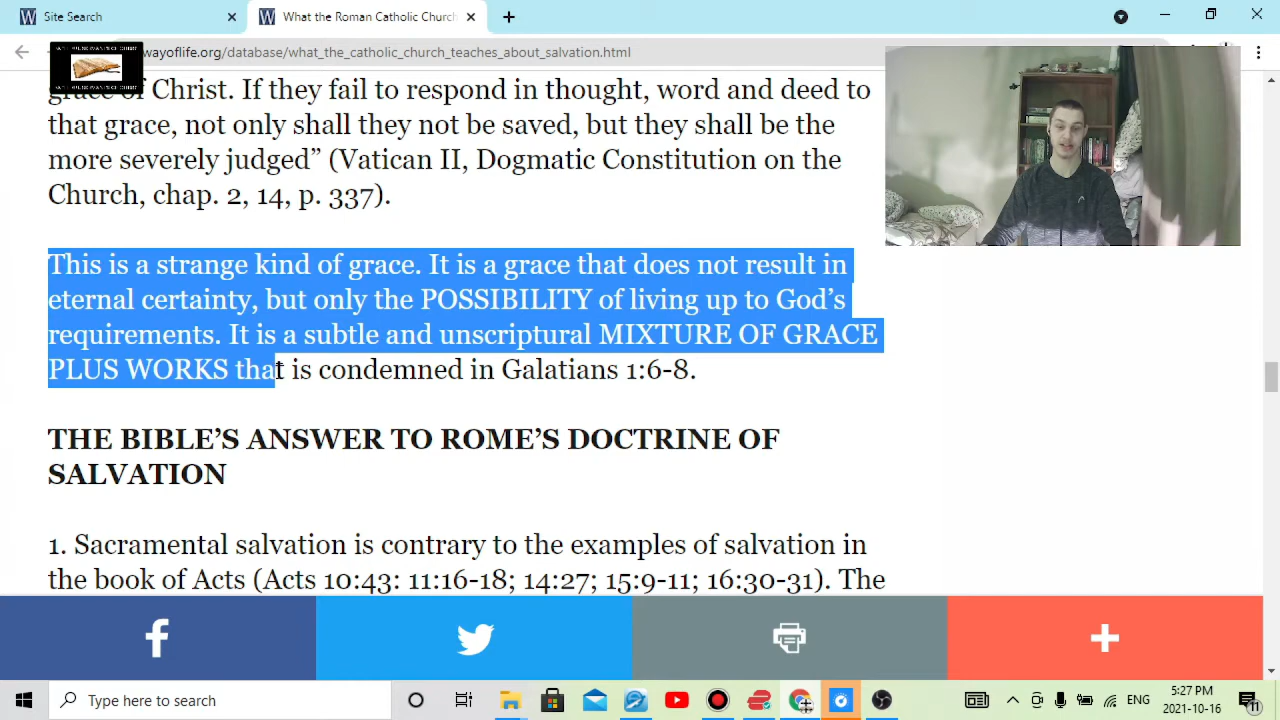 Site Search
What the Roman Catholic Church
wayoflife.org/database/what_the_catholic_church_teaches_about_salvation.html
grace of Christ. If they fail to respond in thought, word and deed to
that grace, not only shall they not be saved, but they shall be the
more severely judged” (Vatican II, Dogmatic Constitution on the
Church, chap. 2, 14, p. 337).
This is a strange kind of grace. It is a grace that does not result in
eternal certainty, but only the POSSIBILITY of living up to God’s
requirements. It is a subtle and unscriptural MIXTURE OF GRACE
PLUS WORKS that is condemned in Galatians 1:6-8.
THE BIBLE’S ANSWER TO ROME’S DOCTRINE OF
SALVATION
1. Sacramental salvation is contrary to the examples of salvation in
the book of Acts (Acts 10:43: 11:16-18; 14:27; 15:9-11; 16:30-31). The
Type here to search
ENG
5:27 PM
2021-10-16
11